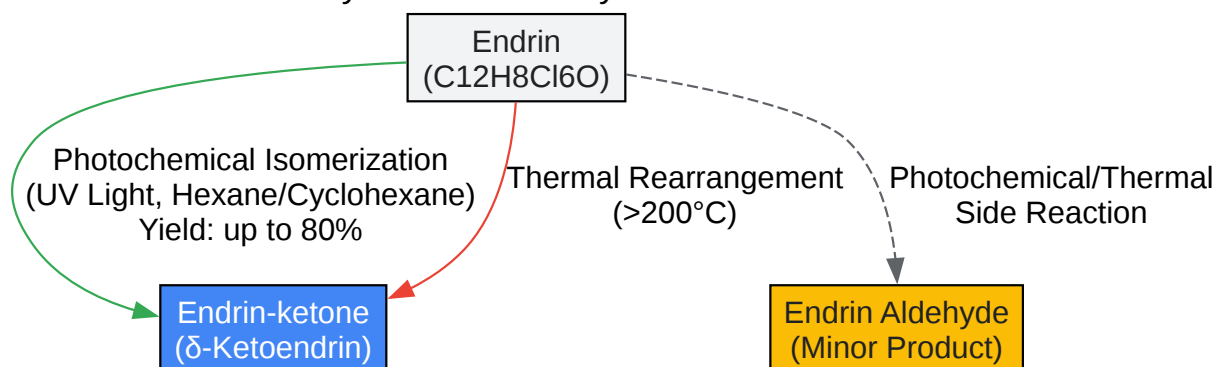 Endrin
(C12H8Cl6O)
Photochemical Isomerization
(UV Light, Hexane/Cyclohexane)
Yield: up to 80%
Thermal Rearrangement
(>200°C)
Photochemical/Thermal
Side Reaction
Endrin-ketone
(δ-Ketoendrin)
Endrin Aldehyde
(Minor Product)